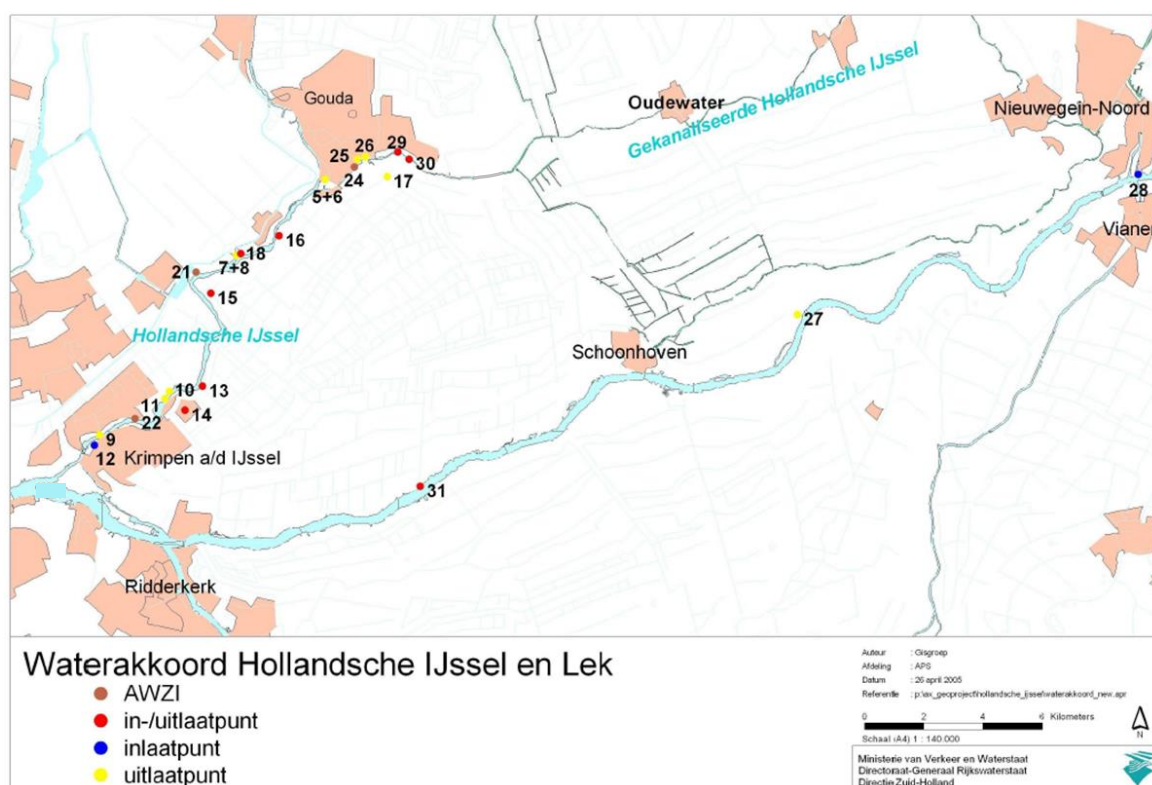 Gouda
Oudewater
Gekanaliseerde Hollandsche IJssel
Nieuwegein-Noord
26
29
25
30
24
17
5+6
28
Vianen
16
18
7+8
21
15
Hollandsche IJssel
27
Schoonhoven
10
13
11
14
22
9
12
Krimpen a/d IJssel
31
Ridderkerk
Waterakkoord Hollandsche IJssel en Lek
AWZI
in-/uitlaatpunt
inlaatpunt
uitlaatpunt
Auteur : Gisgroep
Afdeling : APS
Datum : 26 april 2005
Referentie : p:\ax_geoproject\hollandsche_ijssel\waterakkoord_new.apr
0 2 4 6 Kilometers
N
Schaal (A4) 1 : 140.000
Ministerie van Verkeer en Waterstaat
Directoraat-Generaal Rijkswaterstaat
Directie Zuid-Holland